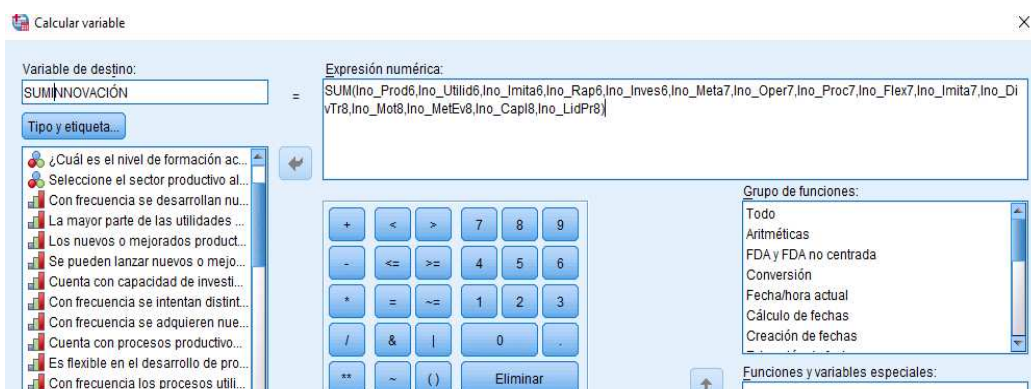 Calcular variable
Variable de destino:
SUMINNOVACIÓN
=
Tipo y etiqueta...
Expresión numérica:
SUM(Ino_Prod6,Ino_Utilid6,Ino_Imita6,Ino_Rap6,Ino_Inves6,Ino_Meta7,Ino_Oper7,Ino_Proc7,Ino_Flex7,Ino_Imita7,Ino_Di
vTr8,Ino_Mot8,Ino_MetEv8,Ino_Capl8,Ino_LidPr8)
¿Cuál es el nivel de formación ac...
Seleccione el sector productivo al...
Con frecuencia se desarrollan nu...
La mayor parte de las utilidades ...
Los nuevos o mejorados product...
Se pueden lanzar nuevos o mejo...
Cuenta con capacidad de investi...
Con frecuencia se intentan distint...
Con frecuencia se adquieren nue...
Cuenta con procesos productivo...
Es flexible en el desarrollo de pro...
Con frecuencia los procesos utili...
+ < > 7 8 9
- <= >= 4 5 6
* = ~= 1 2 3
/ & | 0 .
** ~ () Eliminar
Grupo de funciones:
Todo
Aritméticas
FDA y FDA no centrada
Conversión
Fecha/hora actual
Cálculo de fechas
Creación de fechas
Funciones y variables especiales: